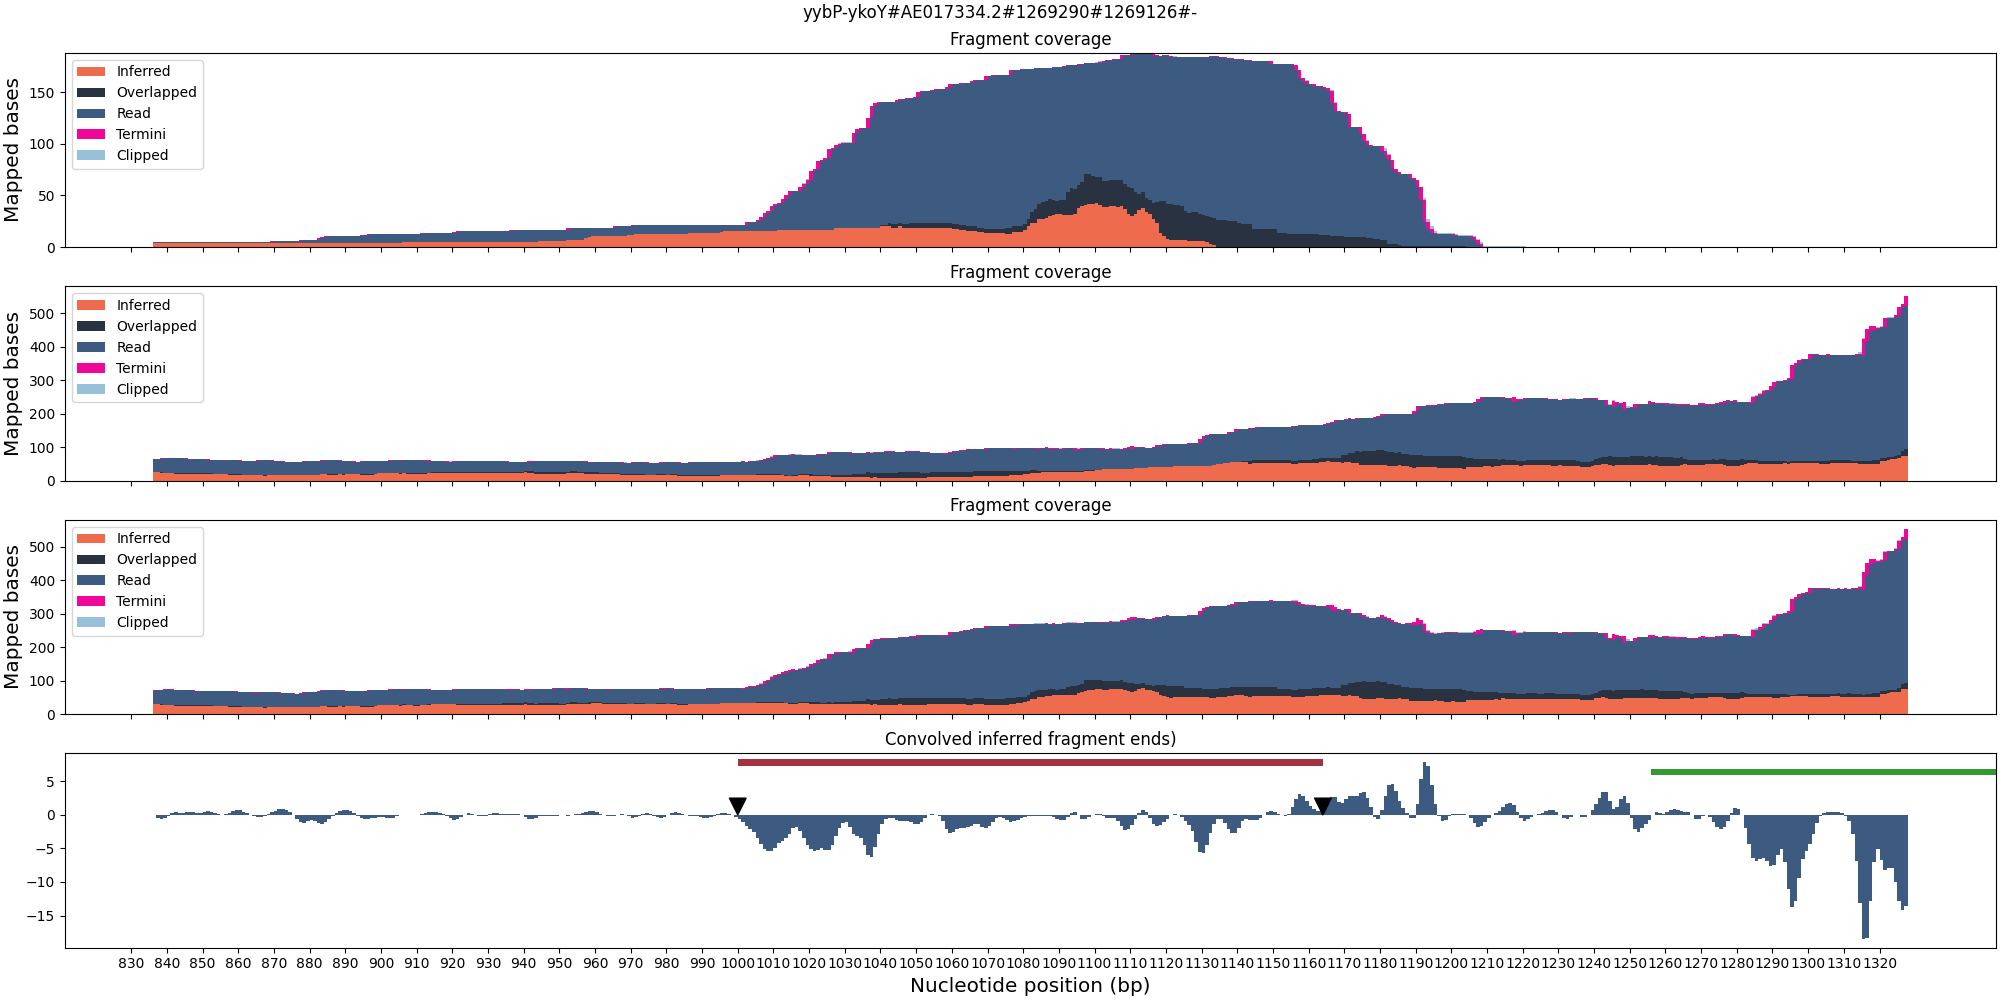 yybP-ykoY#AE017334.2#1269290#1269126#-
Fragment coverage
Mapped bases
150
100
50
0
Inferred
Overlapped
Read
Termini
Clipped
Fragment coverage
Mapped bases
500
400
300
200
100
0
Inferred
Overlapped
Read
Termini
Clipped
Fragment coverage
Mapped bases
500
400
300
200
100
0
Inferred
Overlapped
Read
Termini
Clipped
Convolved inferred fragment ends)
5
0
−5
−10
−15
830 840 850 860 870 880 890 900 910 920 930 940 950 960 970 980 990 1000 1010 1020 1030 1040 1050 1060 1070 1080 1090 1100 1110 1120 1130 1140 1150 1160 1170 1180 1190 1200 1210 1220 1230 1240 1250 1260 1270 1280 1290 1300 1310 1320
Nucleotide position (bp)